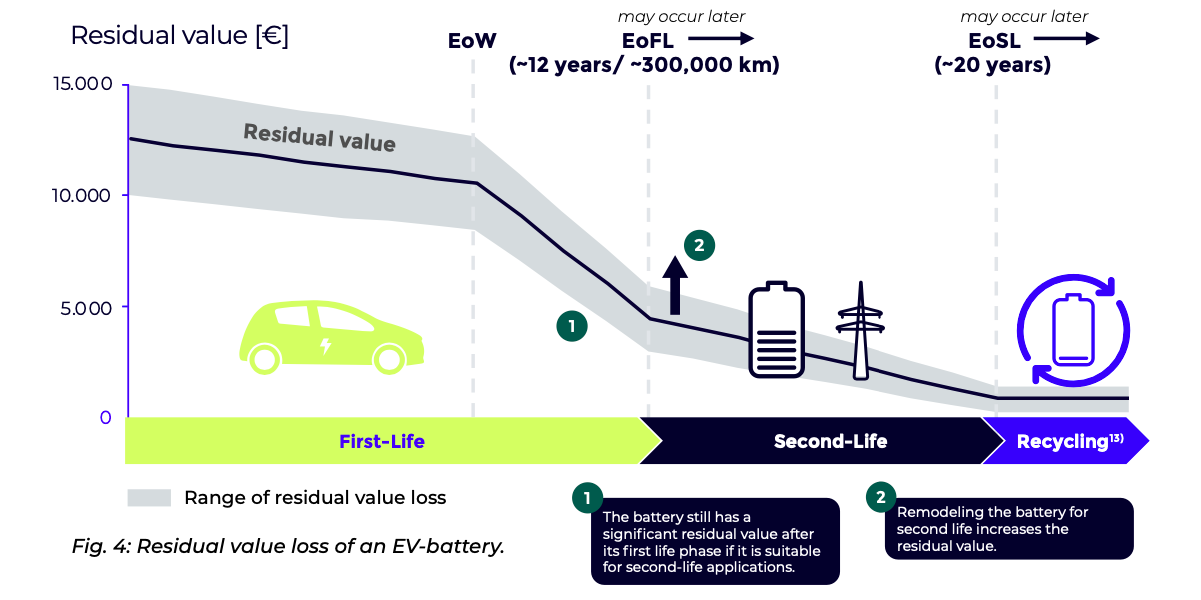 Residual value [€]
may occur later
may occur later
EoW
EoFL
EoSL
(~12 years/ ~300,000 km)
(~20 years)
15.000
Residual value
10.000
2
5.000
1
0
First-Life
Second-Life
Recycling¹³⁾
Range of residual value loss
1
The battery still has a
significant residual value after
its first life phase if it is suitable
for second-life applications.
2
Remodeling the battery for
second life increases the
residual value.
Fig. 4: Residual value loss of an EV-battery.